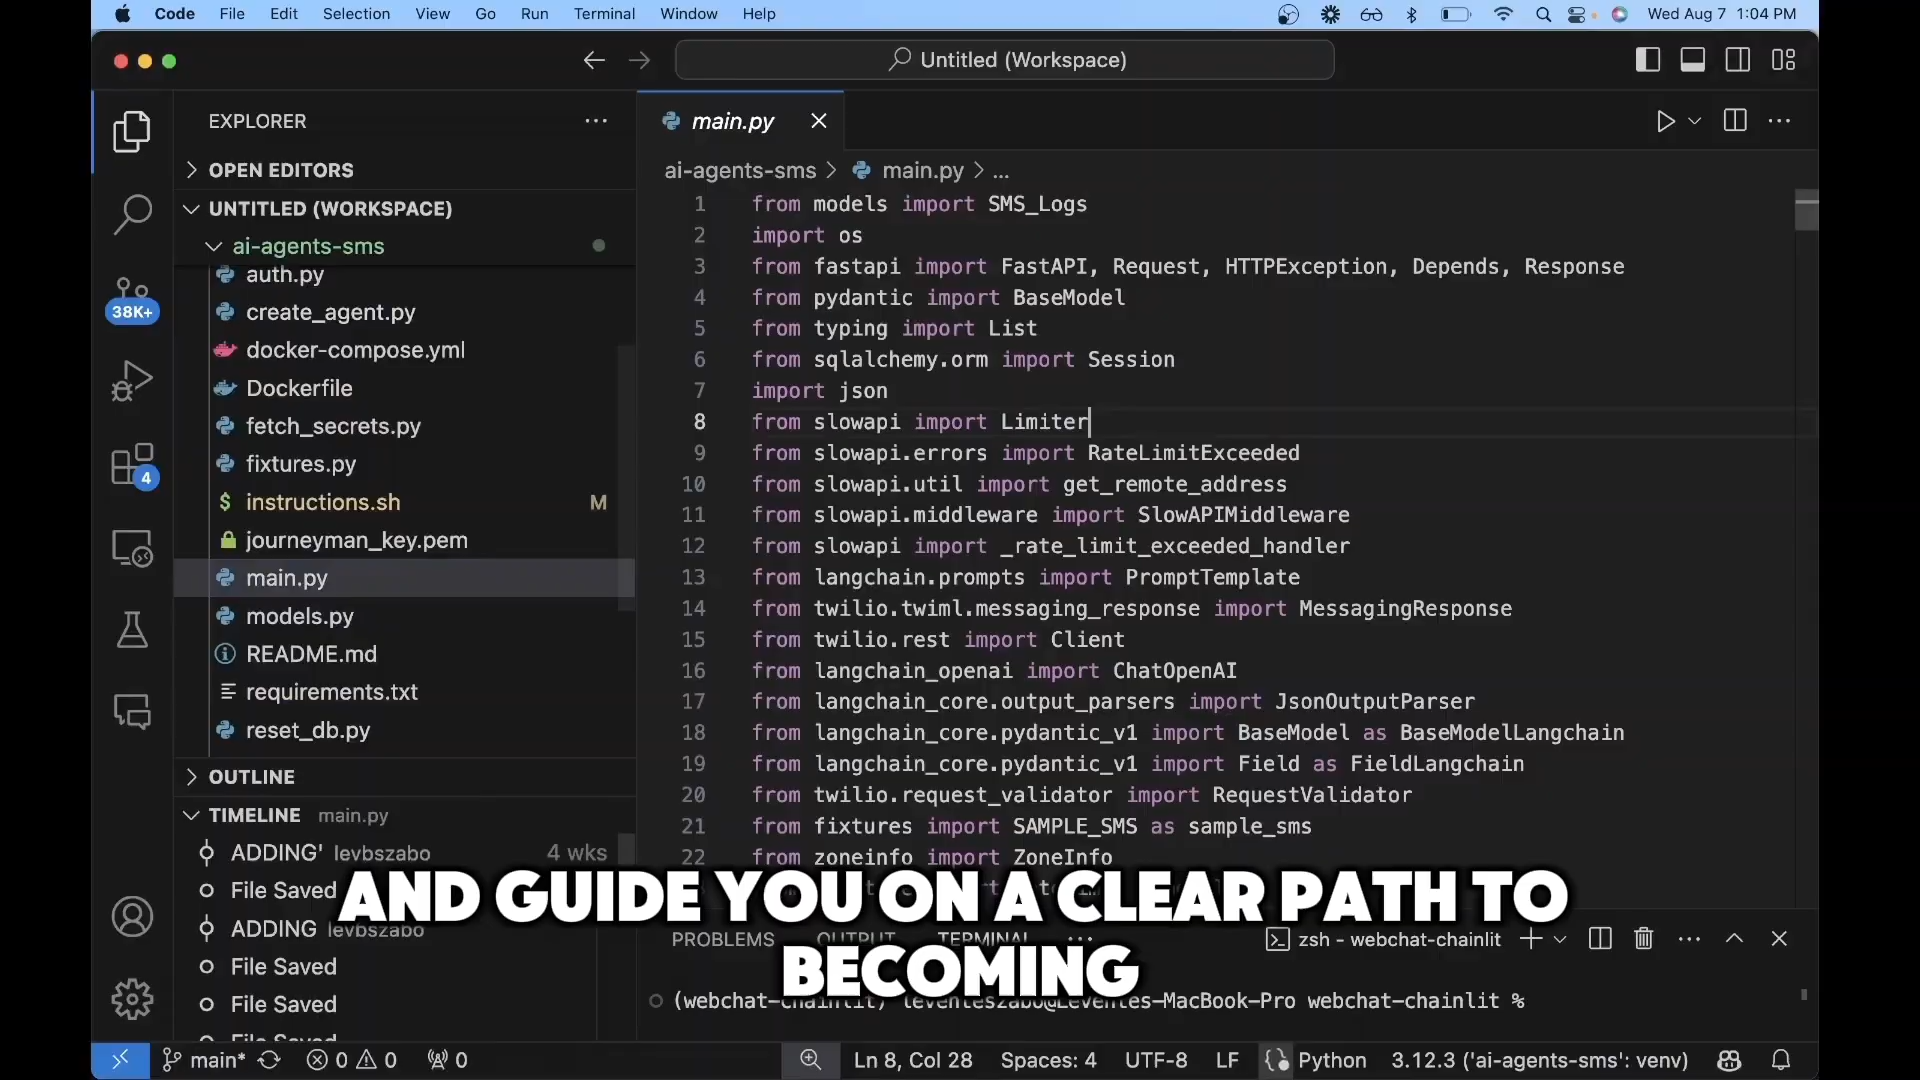 Code File Edit Selection View Go Run Terminal Window Help Wed Aug 7 1:04 PM
Untitled (Workspace)
EXPLORER
OPEN EDITORS
UNTITLED (WORKSPACE)
ai-agents-sms
auth.py
create_agent.py
docker-compose.yml
Dockerfile
fetch_secrets.py
fixtures.py
$ instructions.sh M
journeyman_key.pem
main.py
models.py
README.md
requirements.txt
reset_db.py
OUTLINE
TIMELINE main.py
ADDING' levbszabo 4 wks
File Saved
ADDING levbszabo
File Saved
File Saved
38K+
4
main.py
ai-agents-sms > main.py > ...
1 from models import SMS_Logs
2 import os
3 from fastapi import FastAPI, Request, HTTPException, Depends, Response
4 from pydantic import BaseModel
5 from typing import List
6 from sqlalchemy.orm import Session
7 import json
8 from slowapi import Limiter
9 from slowapi.errors import RateLimitExceeded
10 from slowapi.util import get_remote_address
11 from slowapi.middleware import SlowAPIMiddleware
12 from slowapi import _rate_limit_exceeded_handler
13 from langchain.prompts import PromptTemplate
14 from twilio.twiml.messaging_response import MessagingResponse
15 from twilio.rest import Client
16 from langchain_openai import ChatOpenAI
17 from langchain_core.output_parsers import JsonOutputParser
18 from langchain_core.pydantic_v1 import BaseModel as BaseModelLangchain
19 from langchain_core.pydantic_v1 import Field as FieldLangchain
20 from twilio.request_validator import RequestValidator
21 from fixtures import SAMPLE_SMS as sample_sms
22 from zoneinfo import ZoneInfo
AND GUIDE YOU ON A CLEAR PATH TO
BECOMING
PROBLEMS OUTPUT TERMINAL ... zsh - webchat-chainlit
(webchat-chainlit) leventeszabo@Leventes-MacBook-Pro webchat-chainlit %
main* 0 0 0 Ln 8, Col 28 Spaces: 4 UTF-8 LF Python 3.12.3 ('ai-agents-sms': venv)